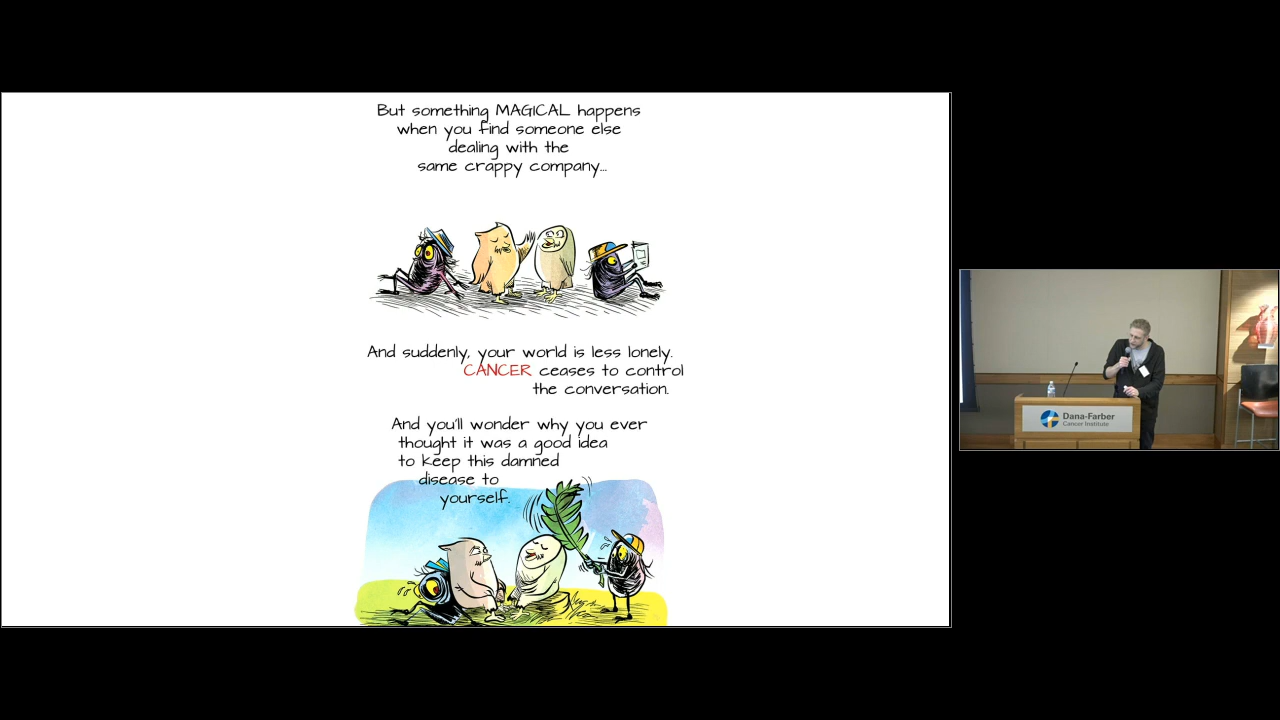 But something MAGICAL happens
when you find someone else
dealing with the
same crappy company...
And suddenly, your world is less lonely.
CANCER ceases to control
the conversation.
And you'll wonder why you ever
thought it was a good idea
to keep this damned
disease to
yourself.
Dana-Farber
Cancer Institute